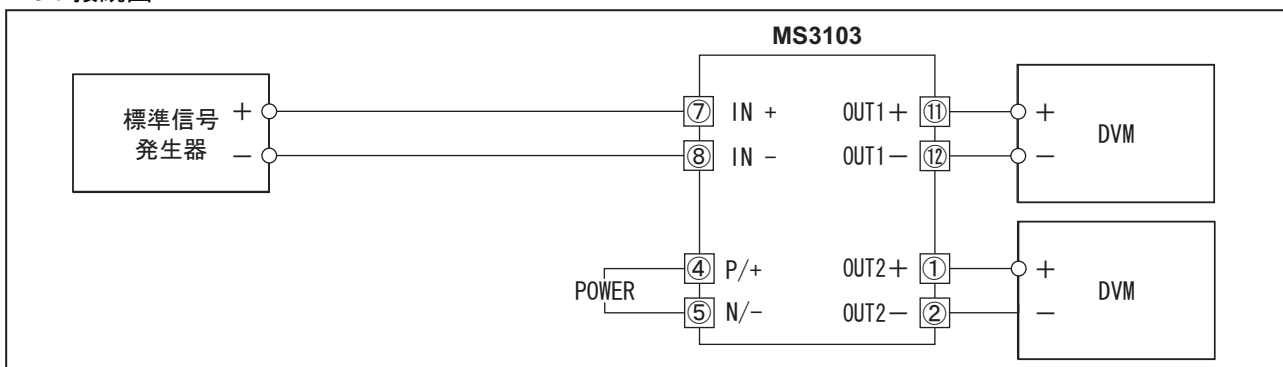 MS3103
標準信号
発生器
+
−
⑦ IN +
⑧ IN -
OUT1+ ⑪
OUT1− ⑫
+
−
DVM
POWER
④ P/+
⑤ N/-
OUT2+ ①
OUT2− ②
+
−
DVM